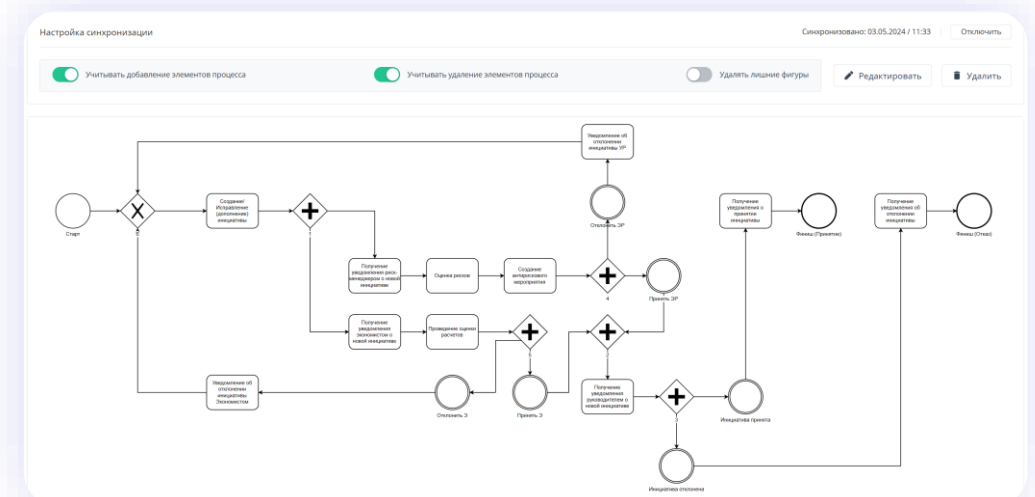 Настройка синхронизации
Синхронизовано: 03.05.2024 / 11:33
Отключить
Учитывать добавление элементов процесса
Учитывать удаление элементов процесса
Удалять лишние фигуры
Редактировать
Удалить
Уведомление об
отклонении
инициативы УР
Старт
Создание/
Исправление
(дополнение)
инициативы
Отклонить ЭР
Получение
уведомления о
принятии
инициативы
Финиш (Принятие)
Получение
уведомления об
отклонении
инициативы
Финиш (Отказ)
Получение
уведомления риск-
менеджером о новой
инициативе
Оценка рисков
Создание
антирискового
мероприятия
4
Принять ЭР
Получение
уведомления
экономистом о
новой инициативе
Проведение оценки
расчетов
Уведомление об
отклонении
инициативы
Экономистом
Отклонить Э
Принять Э
Получение
уведомления
руководителем о
новой инициативе
3
Инициатива принята
Инициатива отклонена